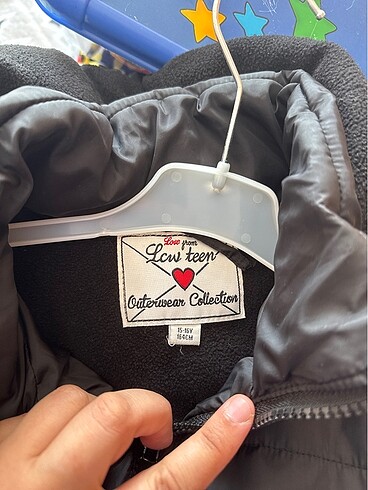 Love from
Lcw teen
Outerwear Collection
15-16Y
164CM